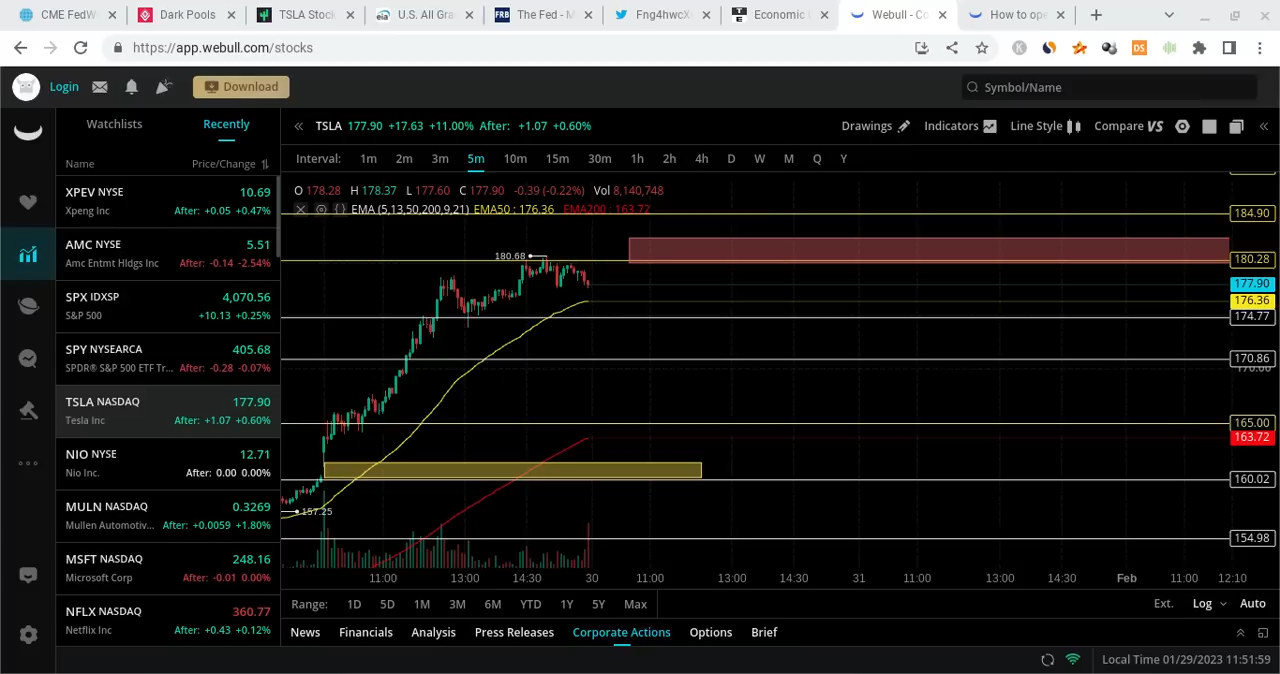 CME FedW
Dark Pools
TSLA Stock
U.S. All Gra
The Fed - M
Fng4hwcX
Economic
Webull - Co
How to ope
https://app.webull.com/stocks
Login
Download
Symbol/Name
Watchlists
Recently
TSLA 177.90 +17.63 +11.00% After: +1.07 +0.60%
Drawings
Indicators
Line Style
Compare VS
Name
Price/Change
Interval:
1m
2m
3m
5m
10m
15m
30m
1h
2h
4h
D
W
M
Q
Y
XPEV NYSE
10.69
Xpeng Inc
After: +0.05 +0.47%
AMC NYSE
5.51
Amc Entmt Hldgs Inc
After: -0.14 -2.54%
SPX IDXSP
4,070.56
S&P 500
+10.13 +0.25%
SPY NYSEARCA
405.68
SPDR® S&P 500 ETF Tr...
After: -0.28 -0.07%
TSLA NASDAQ
177.90
Tesla Inc
After: +1.07 +0.60%
NIO NYSE
12.71
Nio Inc.
After: 0.00 0.00%
MULN NASDAQ
0.3269
Mullen Automotiv...
After: +0.0059 +1.80%
MSFT NASDAQ
248.16
Microsoft Corp
After: -0.01 0.00%
NFLX NASDAQ
360.77
Netflix Inc
After: +0.43 +0.12%
O 178.28 H 178.37 L 177.60 C 177.90 -0.39 (-0.22%) Vol 8,140,748
EMA (5,13,50,200,9,21) EMA50 : 176.36 EMA200 : 163.72
180.68
157.25
184.90
180.28
177.90
176.36
174.77
170.86
170.00
165.00
163.72
160.02
154.98
11:00
13:00
14:30
30
11:00
13:00
14:30
31
11:00
13:00
14:30
Feb
11:00
12:10
Range:
1D
5D
1M
3M
6M
YTD
1Y
5Y
Max
Ext.
Log
Auto
News
Financials
Analysis
Press Releases
Corporate Actions
Options
Brief
Local Time 01/29/2023 11:51:59